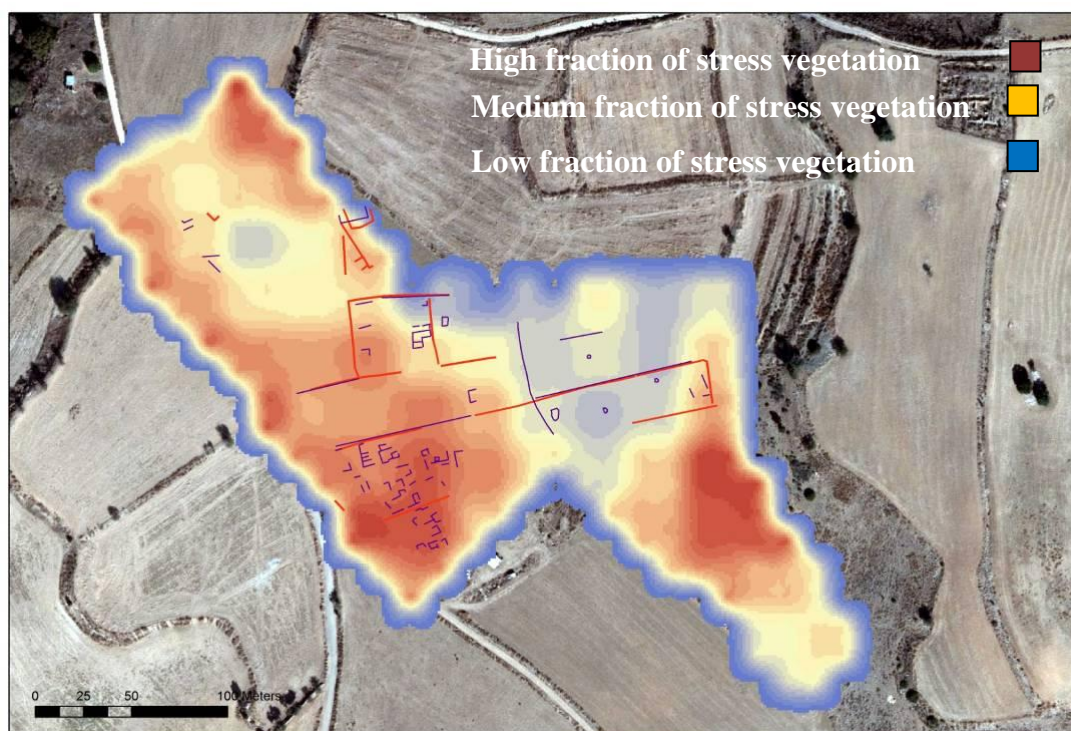 High fraction of stress vegetation
Medium fraction of stress vegetation
Low fraction of stress vegetation
0 25 50 100 Meters